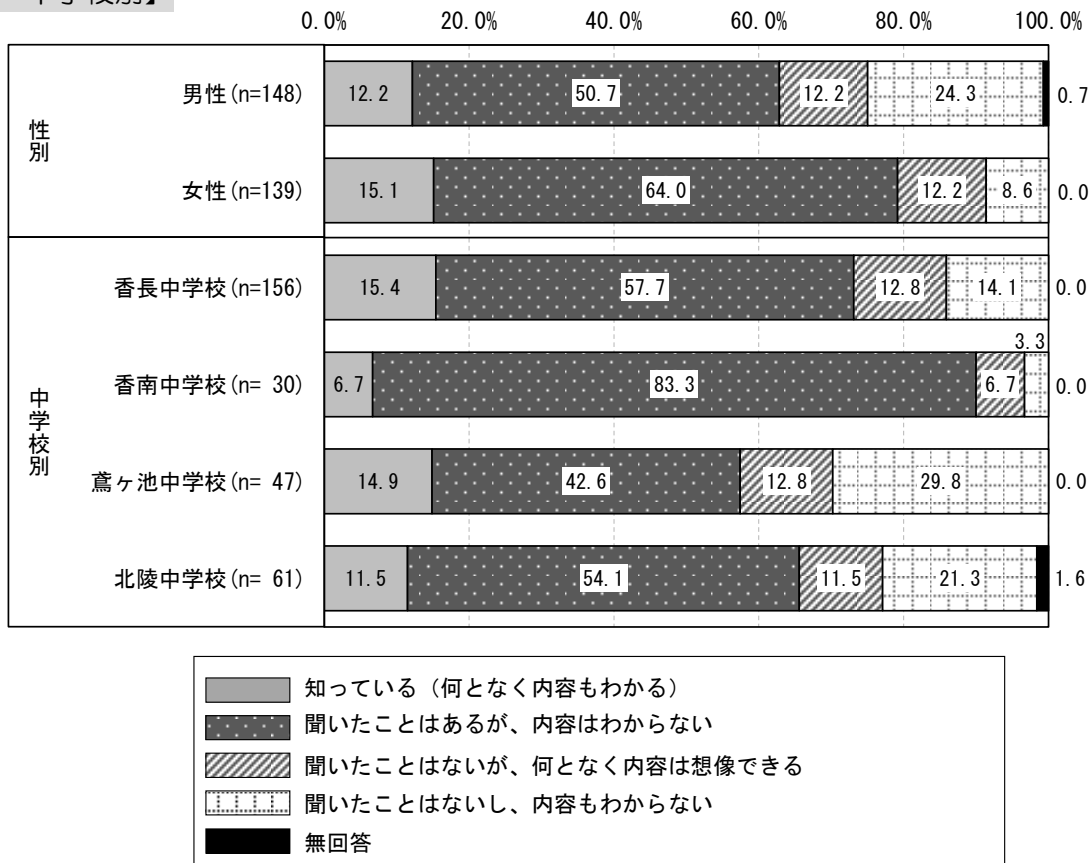 0.0% 20.0% 40.0% 60.0% 80.0% 100.0%
性別
男性(n=148) 12.2 50.7 12.2 24.3 0.7
女性(n=139) 15.1 64.0 12.2 8.6 0.0
中学校別
香長中学校(n=156) 15.4 57.7 12.8 14.1 0.0
3.3
香南中学校(n= 30) 6.7 83.3 6.7 0.0
鳶ヶ池中学校(n= 47) 14.9 42.6 12.8 29.8 0.0
北陵中学校(n= 61) 11.5 54.1 11.5 21.3 1.6
知っている（何となく内容もわかる）
聞いたことはあるが、内容はわからない
聞いたことはないが、何となく内容は想像できる
聞いたことはないし、内容もわからない
無回答